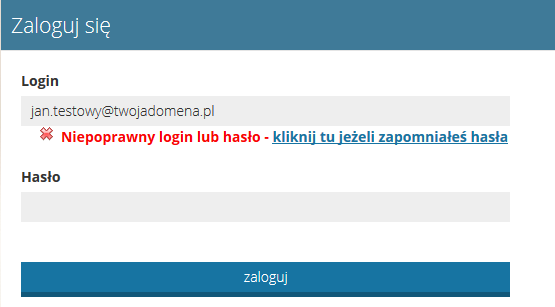 Zaloguj się
Login
jan.testowy@twojadomena.pl
Niepoprawny login lub hasło - kliknij tu jeżeli zapomniałeś hasła
Hasło
zaloguj